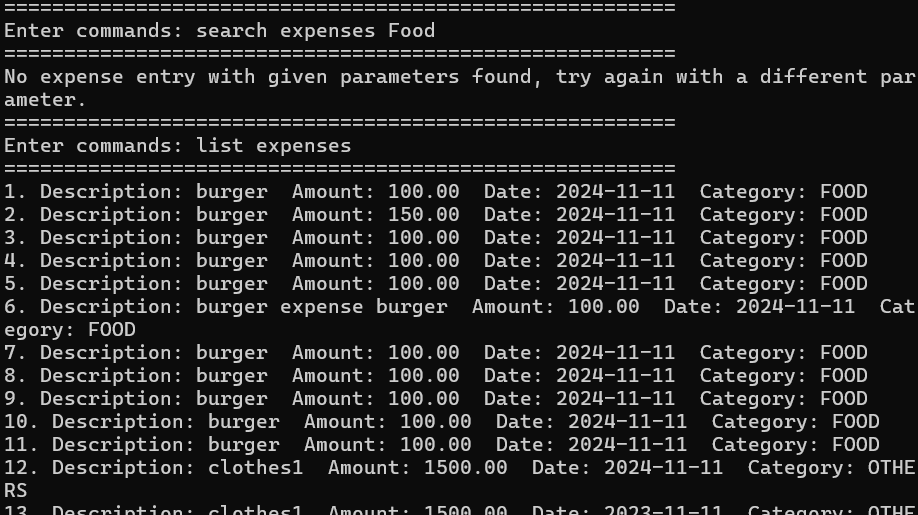 ========================================================
Enter commands: search expenses Food
========================================================
No expense entry with given parameters found, try again with a different par
ameter.
========================================================
Enter commands: list expenses
========================================================
1. Description: burger  Amount: 100.00  Date: 2024-11-11  Category: FOOD
2. Description: burger  Amount: 150.00  Date: 2024-11-11  Category: FOOD
3. Description: burger  Amount: 100.00  Date: 2024-11-11  Category: FOOD
4. Description: burger  Amount: 100.00  Date: 2024-11-11  Category: FOOD
5. Description: burger  Amount: 100.00  Date: 2024-11-11  Category: FOOD
6. Description: burger expense burger  Amount: 100.00  Date: 2024-11-11  Cat
egory: FOOD
7. Description: burger  Amount: 100.00  Date: 2024-11-11  Category: FOOD
8. Description: burger  Amount: 100.00  Date: 2024-11-11  Category: FOOD
9. Description: burger  Amount: 100.00  Date: 2024-11-11  Category: FOOD
10. Description: burger  Amount: 100.00  Date: 2024-11-11  Category: FOOD
11. Description: burger  Amount: 100.00  Date: 2024-11-11  Category: FOOD
12. Description: clothes1  Amount: 1500.00  Date: 2024-11-11  Category: OTHE
RS
13. Description: clothes1  Amount: 1500.00  Date: 2023-11-11  Category: OTHE